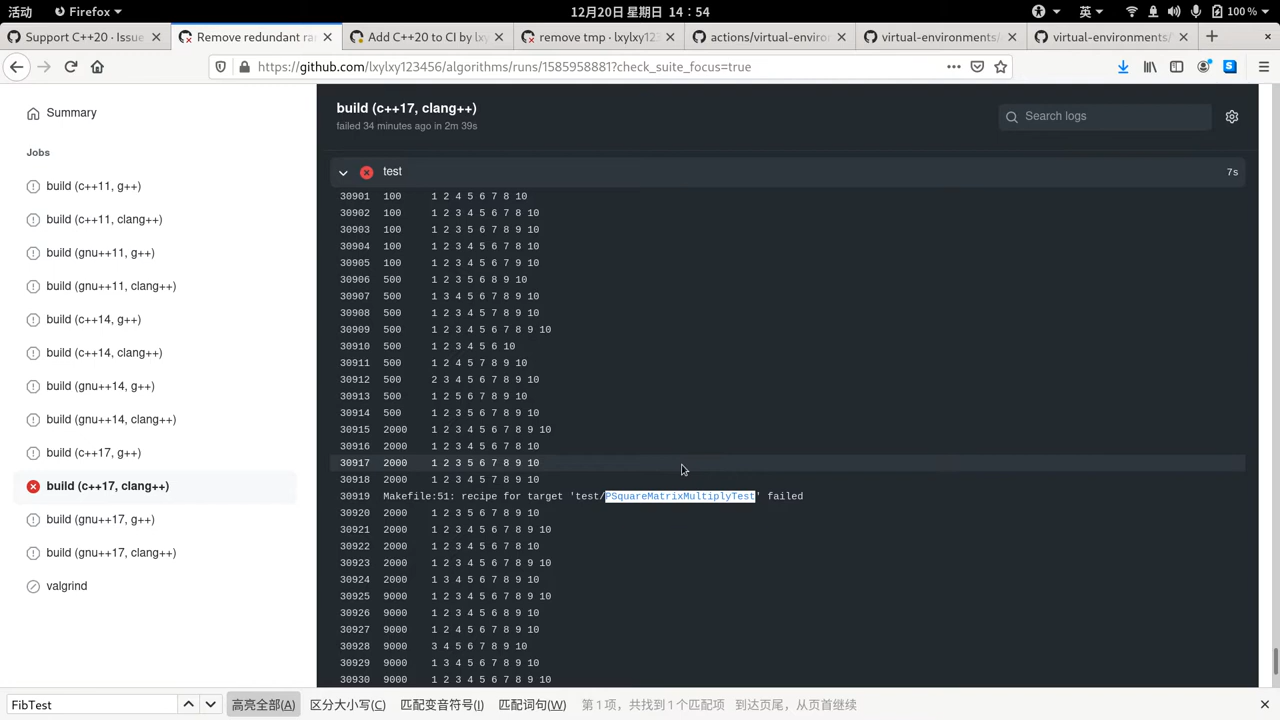 活动 Firefox 12月20日 星期日 14：54 英 100 %
Support C++20 · Issue Remove redundant ra Add C++20 to CI by lxy remove tmp · lxylxy123 actions/virtual-enviro virtual-environments/ virtual-environments/
https://github.com/lxylxy123456/algorithms/runs/1585958881?check_suite_focus=true
Summary
Jobs
build (c++11, g++)
build (c++11, clang++)
build (gnu++11, g++)
build (gnu++11, clang++)
build (c++14, g++)
build (c++14, clang++)
build (gnu++14, g++)
build (gnu++14, clang++)
build (c++17, g++)
build (c++17, clang++)
build (gnu++17, g++)
build (gnu++17, clang++)
valgrind
build (c++17, clang++)
failed 34 minutes ago in 2m 39s
Search logs
test 7s
30901 100 1 2 4 5 6 7 8 10
30902 100 1 2 3 4 5 6 7 8 10
30903 100 1 2 3 4 5 6 8 9 10
30904 100 1 2 3 4 5 6 7 8 10
30905 100 1 2 3 4 5 6 7 9 10
30906 500 1 2 3 5 6 8 9 10
30907 500 1 3 4 5 6 7 8 9 10
30908 500 1 2 3 4 5 6 7 8 10
30909 500 1 2 3 4 5 6 7 8 9 10
30910 500 1 2 3 4 5 6 10
30911 500 1 2 4 5 7 8 9 10
30912 500 2 3 4 5 6 7 8 9 10
30913 500 1 2 5 6 7 8 9 10
30914 500 1 2 3 5 6 7 8 9 10
30915 2000 1 2 3 4 5 6 7 8 9 10
30916 2000 1 2 3 4 5 6 7 8 10
30917 2000 1 2 3 5 6 7 8 9 10
30918 2000 1 2 3 4 5 6 7 8 10
30919 Makefile:51: recipe for target 'test/PSquareMatrixMultiplyTest' failed
30920 2000 1 2 3 4 5 6 7 8 10
30921 2000 1 2 3 4 5 6 7 8 9 10
30922 2000 1 2 3 4 5 6 7 8 10
30923 2000 1 2 3 4 5 6 7 8 9 10
30924 2000 1 3 4 5 6 7 8 9 10
30925 9000 1 2 3 4 5 6 7 8 9 10
30926 9000 1 2 3 4 5 6 7 8 10
30927 9000 1 2 4 5 6 7 8 9 10
30928 9000 3 4 5 6 7 8 9 10
30929 9000 1 3 4 5 6 7 8 9 10
30930 9000 1 2 3 4 5 6 7 8 9 10
FibTest 高亮全部(A) 区分大小写(C) 匹配变音符号(I) 匹配词句(W) 第 1 项，共找到 1 个匹配项 到达页尾，从页首继续